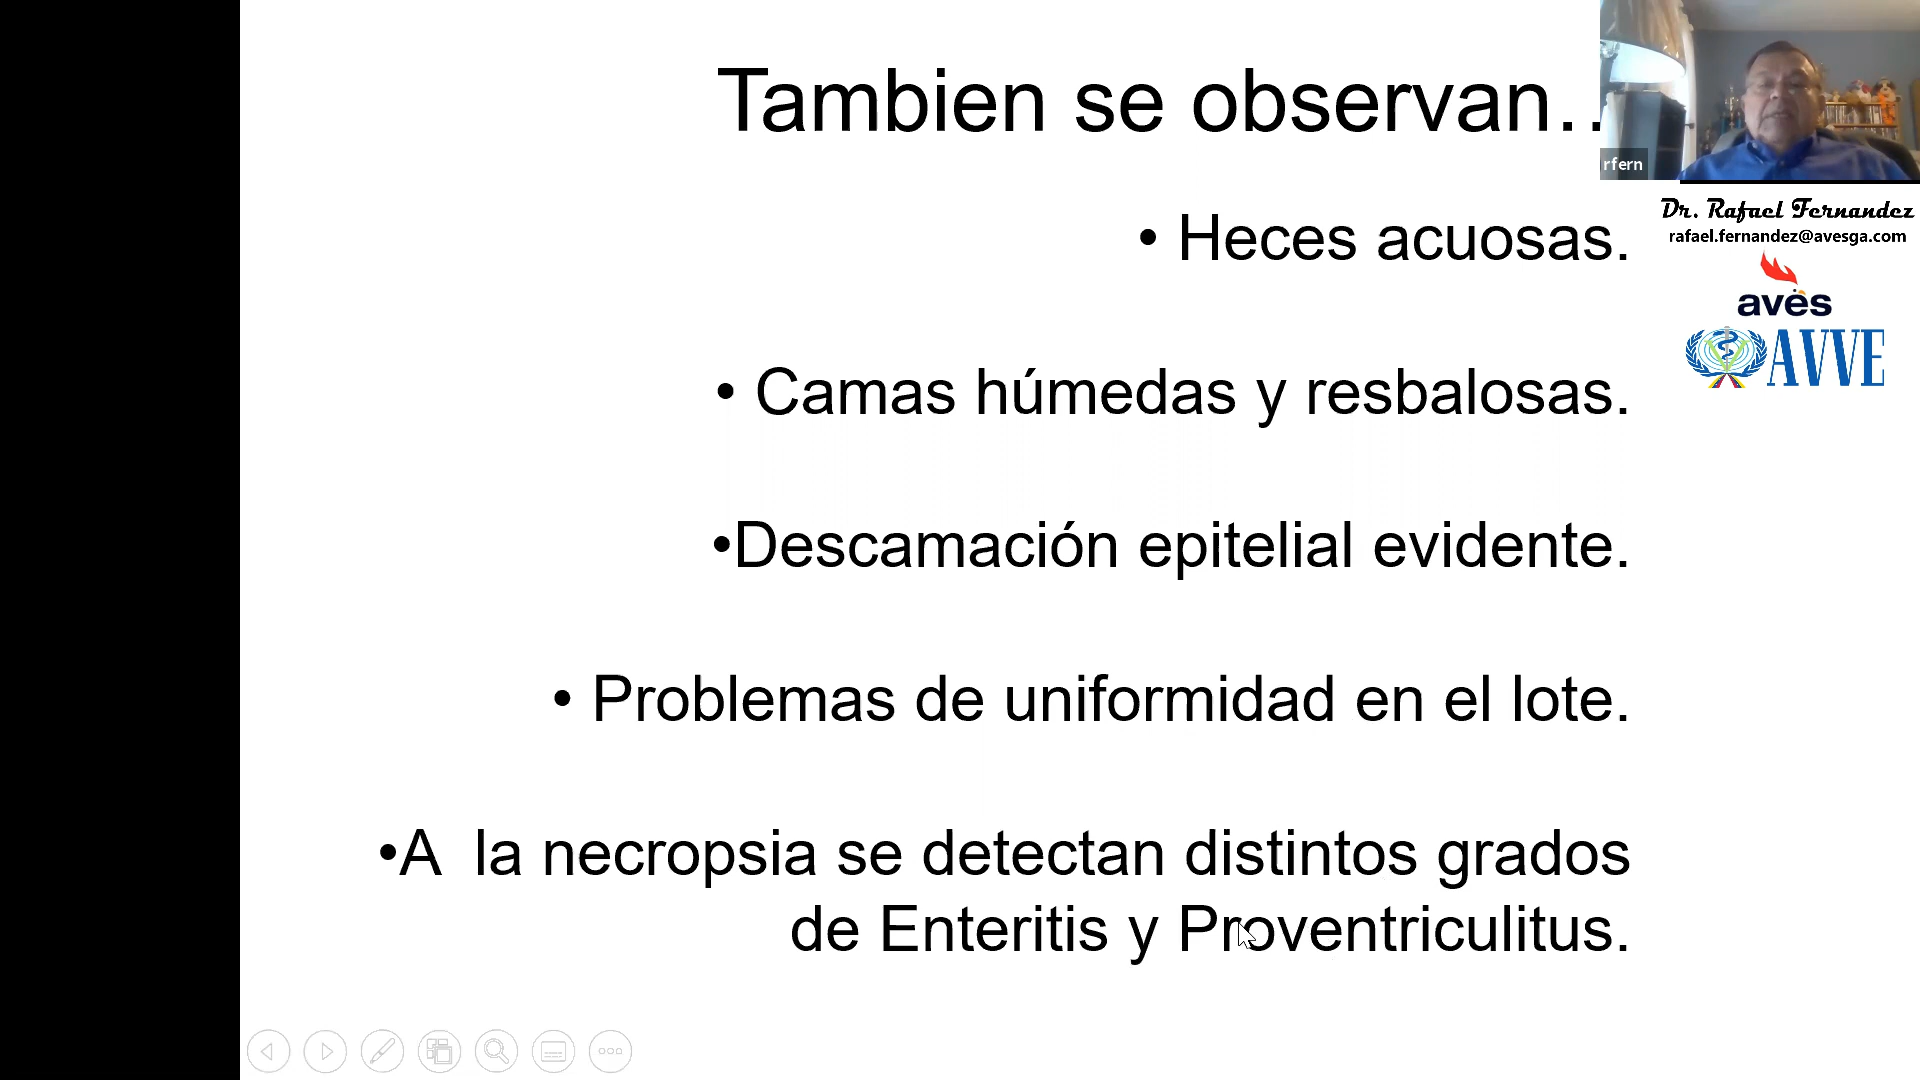 Tambien se observan..
rfern
Dr. Rafael Fernandez
rafael.fernandez@avesga.com
avès
AVVE
• Heces acuosas.
• Camas húmedas y resbalosas.
•Descamación epitelial evidente.
• Problemas de uniformidad en el lote.
•A la necropsia se detectan distintos grados
de Enteritis y Proventriculitus.